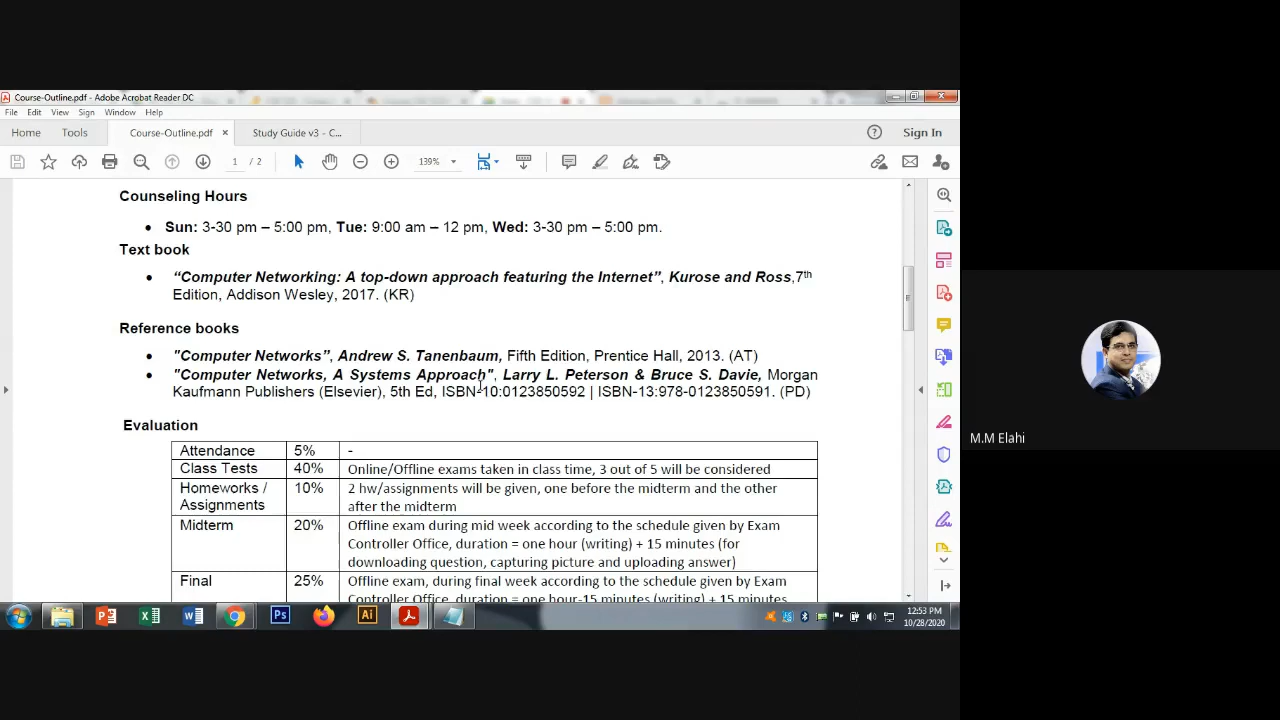 Course-Outline.pdf - Adobe Acrobat Reader DC
File Edit View Sign Window Help
Home Tools Course-Outline.pdf × Study Guide v3 – C... Sign In
1 / 2 139%
Counseling Hours
• Sun: 3-30 pm – 5:00 pm, Tue: 9:00 am – 12 pm, Wed: 3-30 pm – 5:00 pm.
Text book
• “Computer Networking: A top-down approach featuring the Internet”, Kurose and Ross,7th
Edition, Addison Wesley, 2017. (KR)
Reference books
• "Computer Networks”, Andrew S. Tanenbaum, Fifth Edition, Prentice Hall, 2013. (AT)
• "Computer Networks, A Systems Approach", Larry L. Peterson & Bruce S. Davie, Morgan
Kaufmann Publishers (Elsevier), 5th Ed, ISBN-10:0123850592 | ISBN-13:978-0123850591. (PD)
Evaluation
Attendance 5% -
Class Tests 40% Online/Offline exams taken in class time, 3 out of 5 will be considered
Homeworks / 10% 2 hw/assignments will be given, one before the midterm and the other
Assignments after the midterm
Midterm 20% Offline exam during mid week according to the schedule given by Exam
Controller Office, duration = one hour (writing) + 15 minutes (for
downloading question, capturing picture and uploading answer)
Final 25% Offline exam, during final week according to the schedule given by Exam
Controller Office, duration = one hour-15 minutes (writing) + 15 minutes
M.M Elahi
12:53 PM
10/28/2020